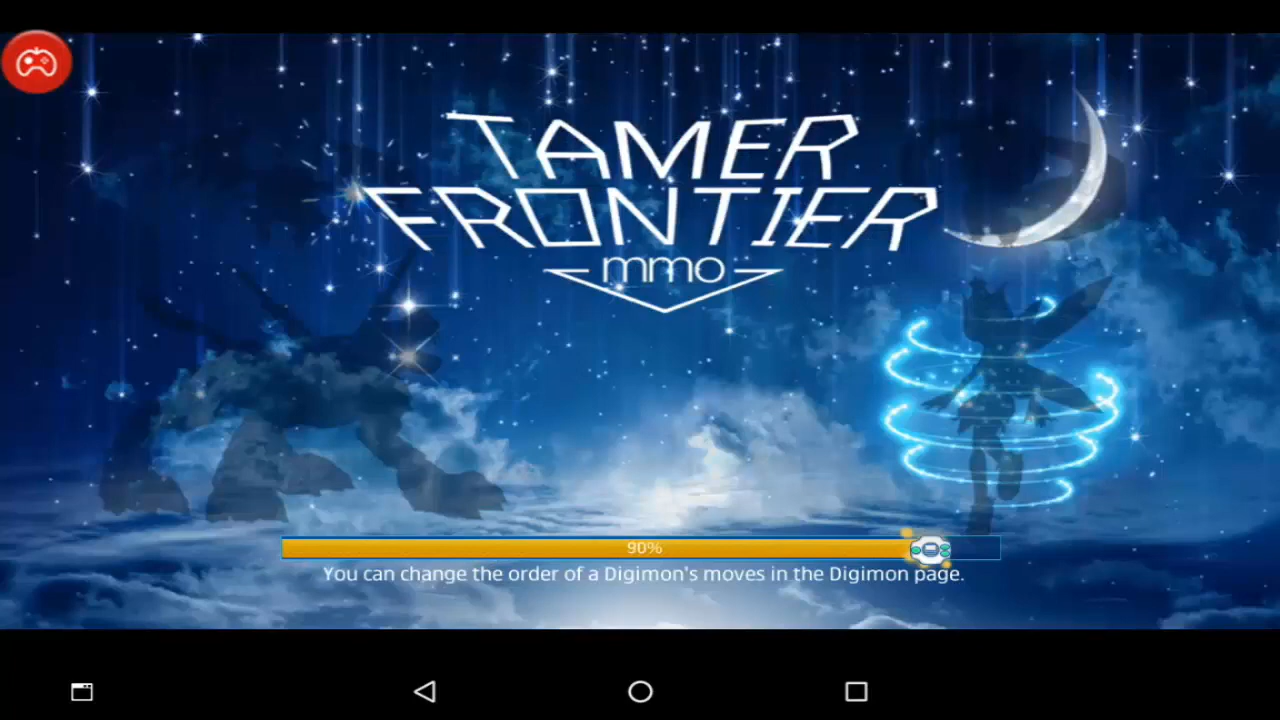 TAMER
FRONTIER
mmo
90%
You can change the order of a Digimon's moves in the Digimon page.